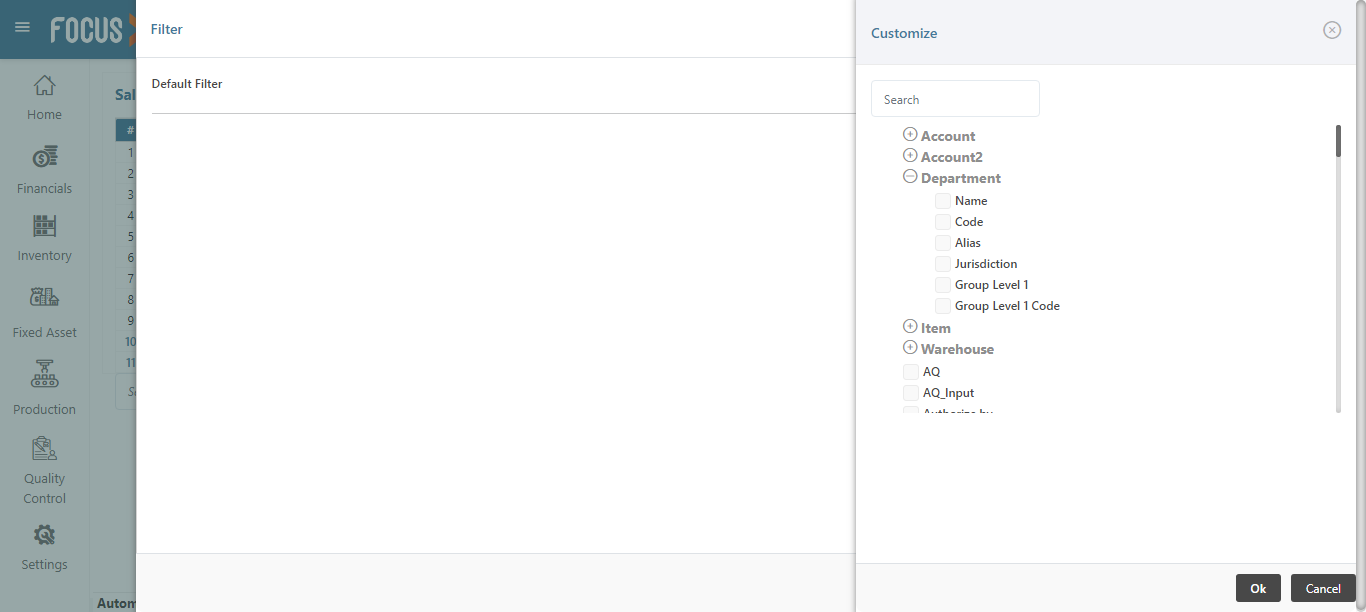 FOCUS
Home
Financials
Inventory
Fixed Asset
Production
Quality
Control
Settings
Sal
#
1
2
3
4
5
6
7
8
9
10
11
Autom
Filter
Default Filter
Customize
Search
Account
Account2
Department
Name
Code
Alias
Jurisdiction
Group Level 1
Group Level 1 Code
Item
Warehouse
AQ
AQ_Input
Ok
Cancel